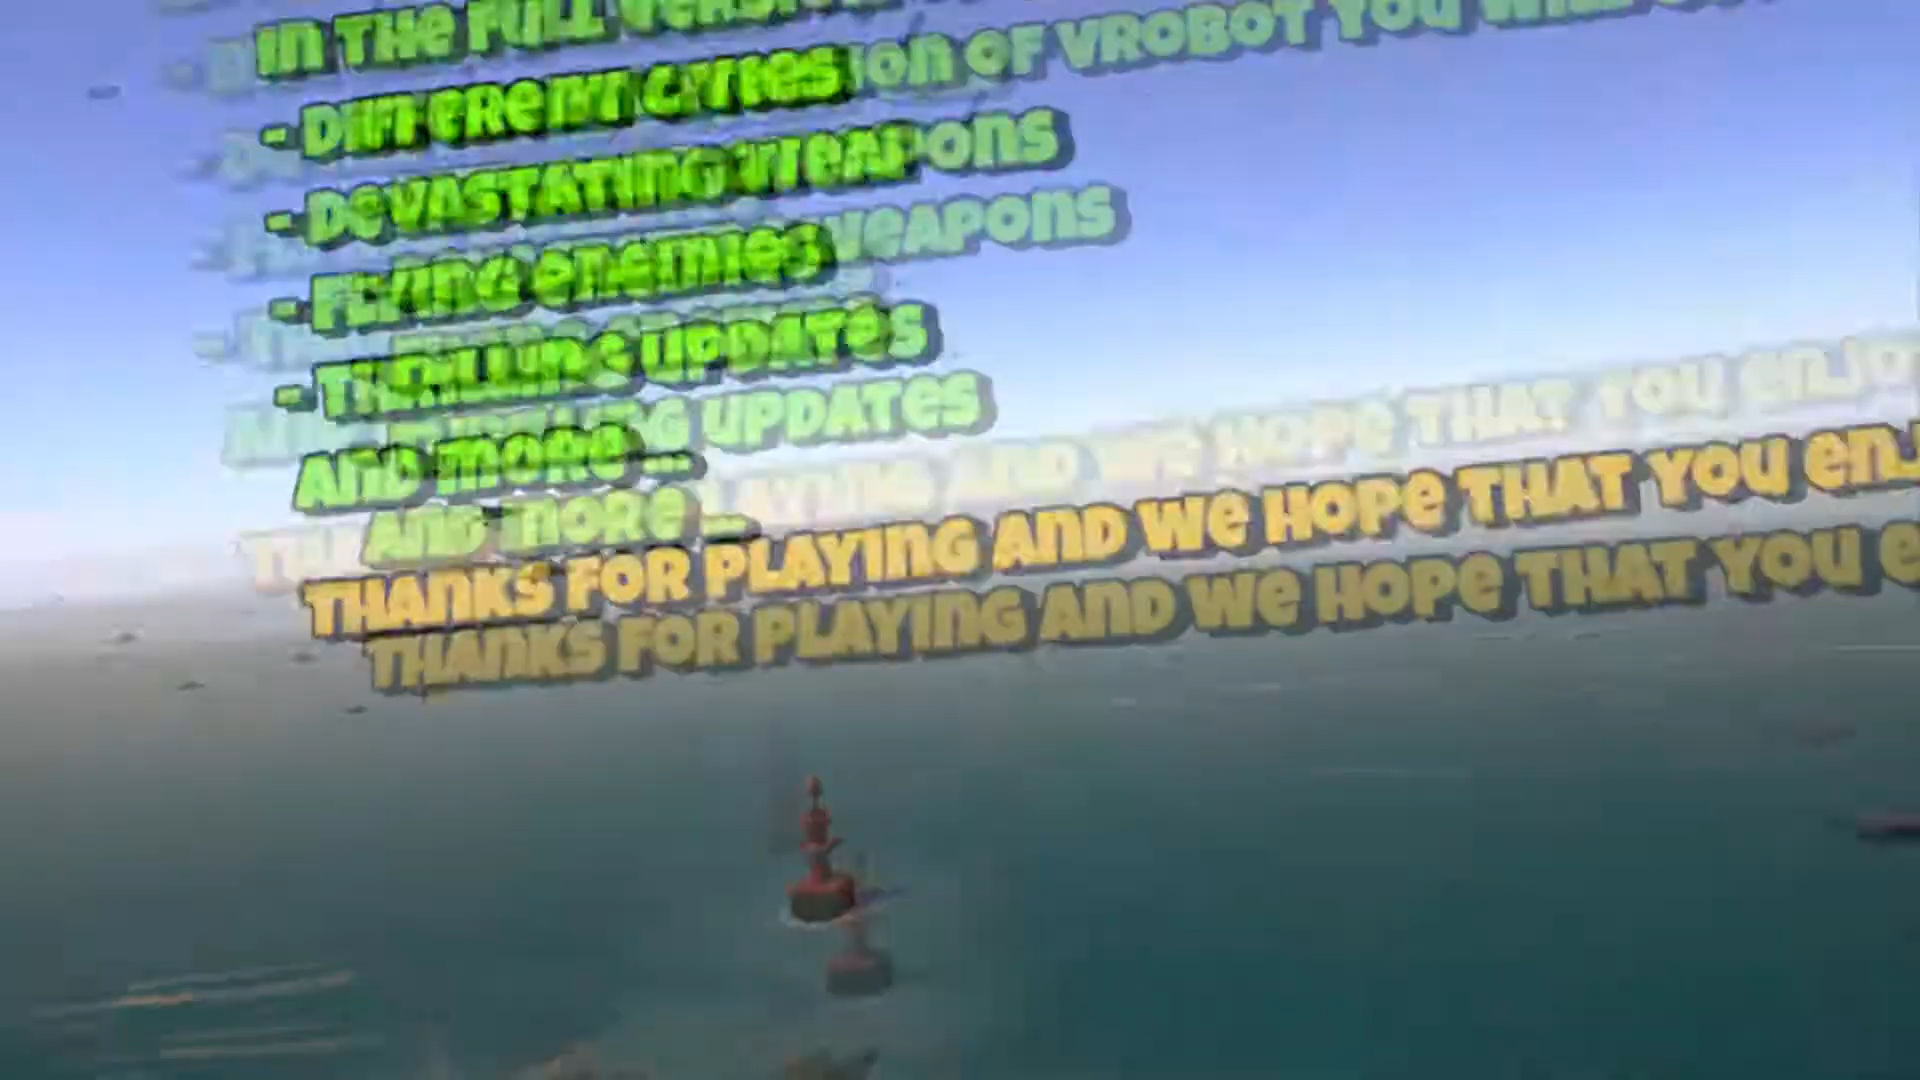 In the full version of VRobot you will
- Different cities
- Devastating weapons
- Flying enemies
- Thrilling updates
And more ...
Thanks for playing and we hope that you enj